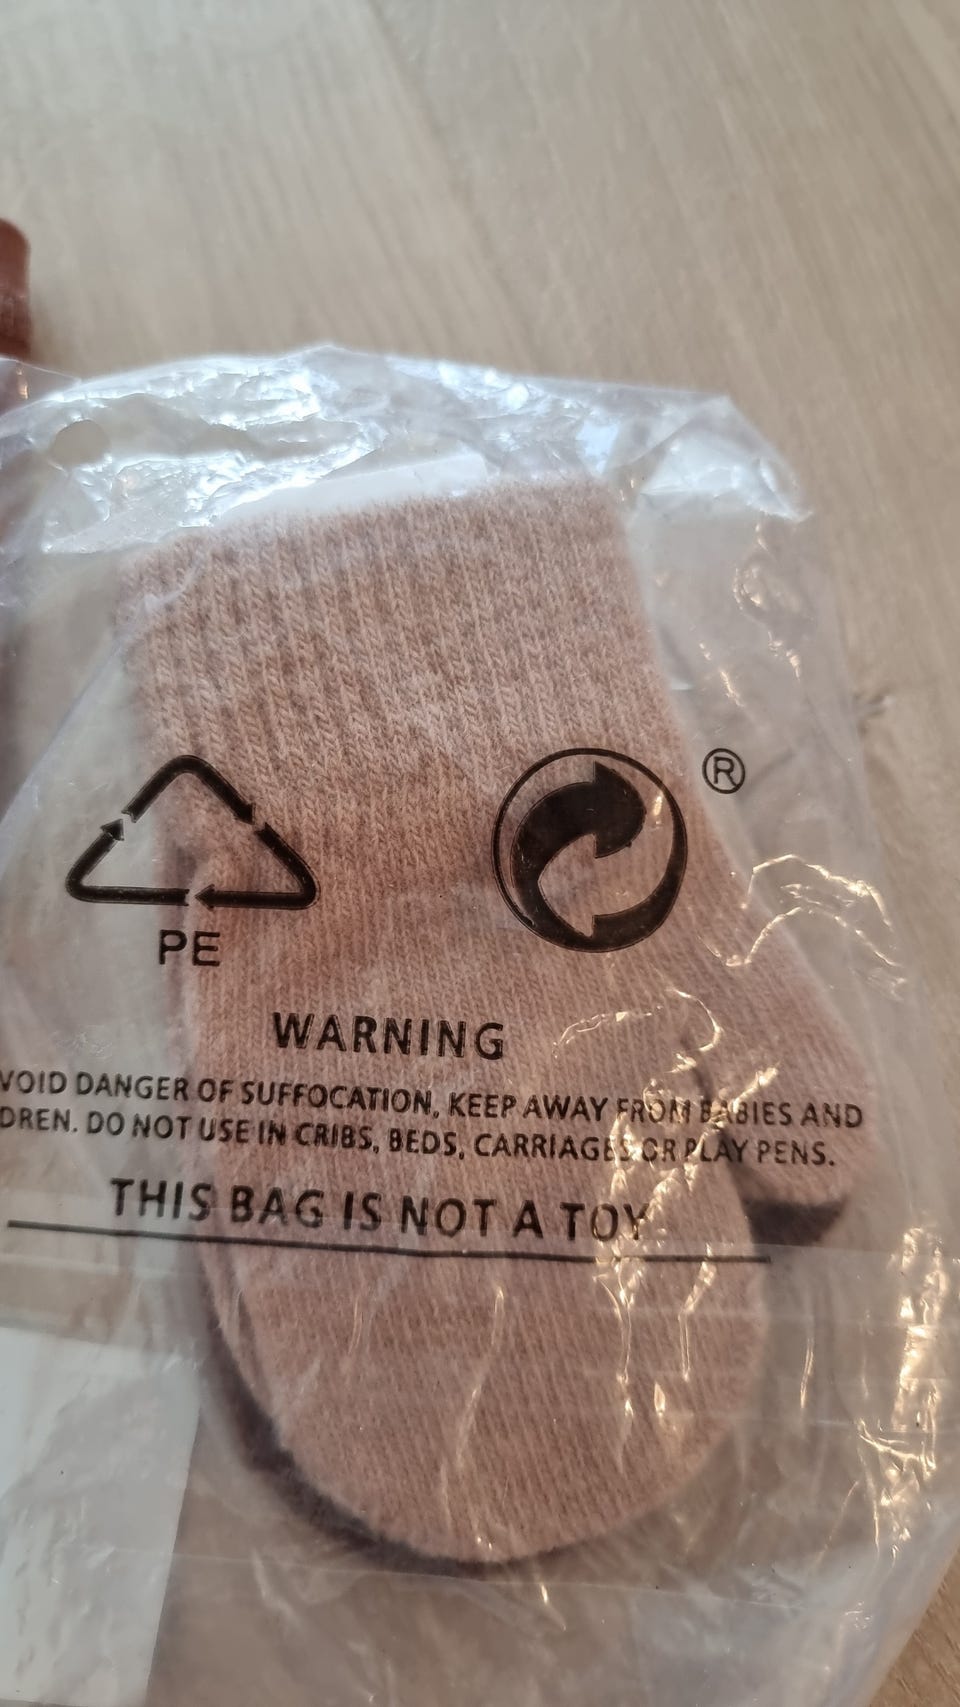 ®
PE
WARNING
VOID DANGER OF SUFFOCATION, KEEP AWAY FROM BABIES AND
DREN. DO NOT USE IN CRIBS, BEDS, CARRIAGES OR PLAY PENS.
THIS BAG IS NOT A TOY.